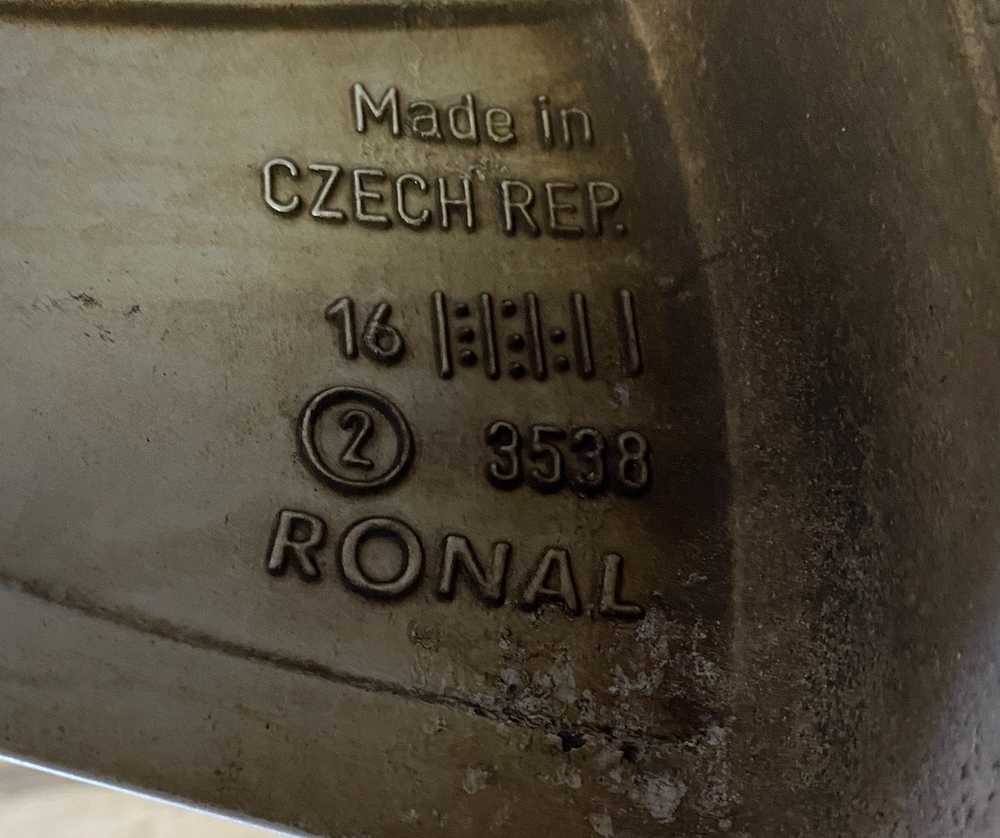 Made in
CZECH REP.
16
2 3538
RONAL